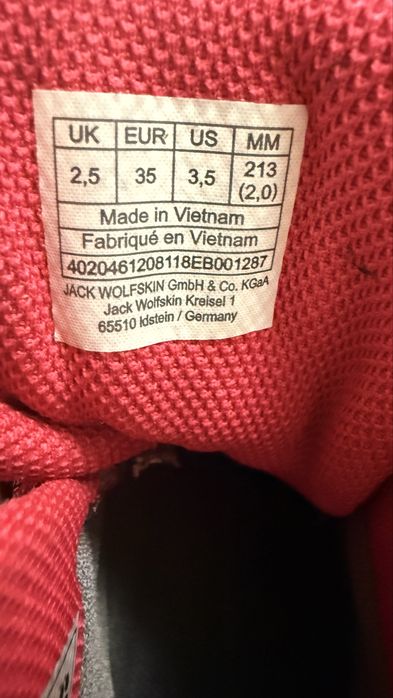 UK EUR US MM
2,5 35 3,5 213 (2,0)
Made in Vietnam
Fabriqué en Vietnam
4020461208118EB001287
JACK WOLFSKIN GmbH & Co. KGaA
Jack Wolfskin Kreisel 1
65510 Idstein / Germany